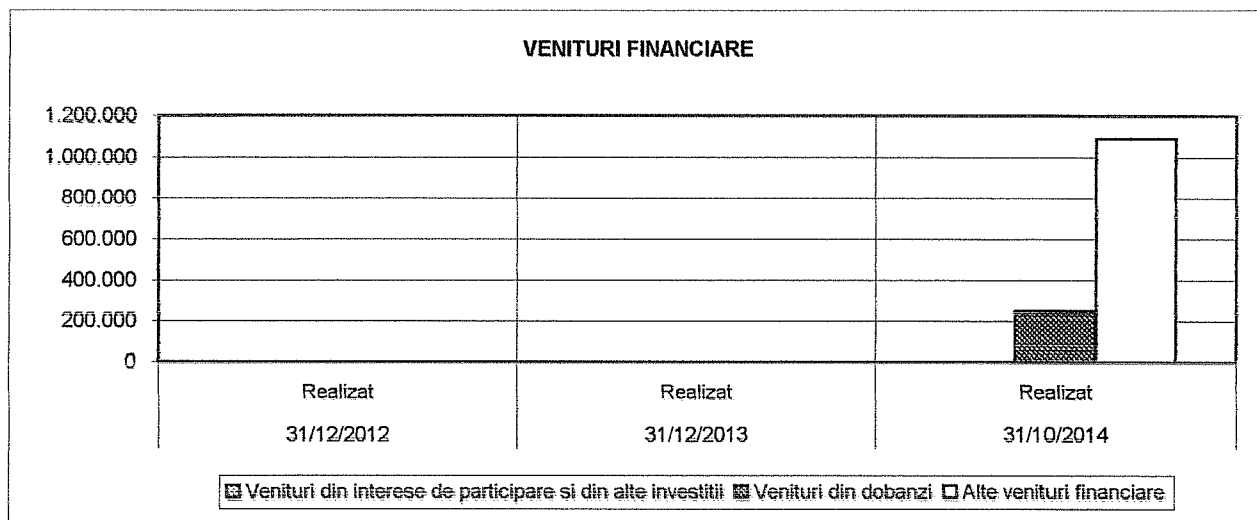 VENITURI FINANCIARE
1.200.000
1.000.000
800.000
600.000
400.000
200.000
0
Realizat Realizat Realizat
31/12/2012 31/12/2013 31/10/2014
Venituri din interese de participare si din alte investitii Venituri din dobanzi Alte venituri financiare